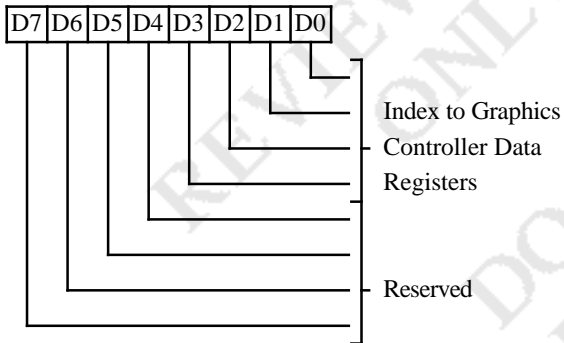 D7 D6 D5 D4 D3 D2 D1 D0
Index to Graphics
Controller Data
Registers
Reserved